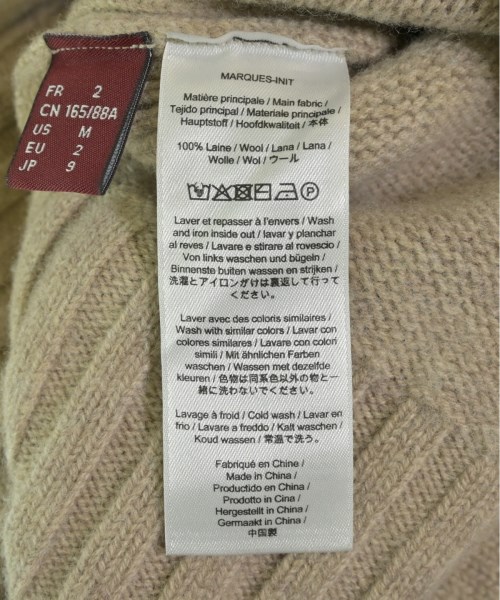 FR 2
CN 165/88A
US M
EU 2
JP 9
MARQUES-INIT
Matière principale / Main fabric /
Tejido principal / Materiale principale /
Hauptstoff / Hoofdkwaliteit / 本体
100% Laine / Wool / Lana / Lana /
Wolle / Wol / ウール
Laver et repasser à l'envers / Wash
and iron inside out / lavar y planchar
al reves / Lavare e stirare al rovescio /
Von links waschen und bügeln /
Binnenste buiten wassen en strijken /
洗濯とアイロンがけは裏返して行って
ください。
Laver avec des coloris similaires /
Wash with similar colors / Lavar con
colores similares / Lavare con colori
simili / Mit ähnlichen Farben
waschen / Wassen met dezelfde
kleuren / 色物は同系色以外の物と一
緒に洗わないでください。
Lavage à froid / Cold wash / Lavar en
frio / Lavare a freddo / Kalt waschen /
Koud wassen / 常温で洗う。
Fabriqué en Chine /
Made in China /
Producido en China /
Prodotto in Cina /
Hergestellt in China /
Germaakt in China /
中国製